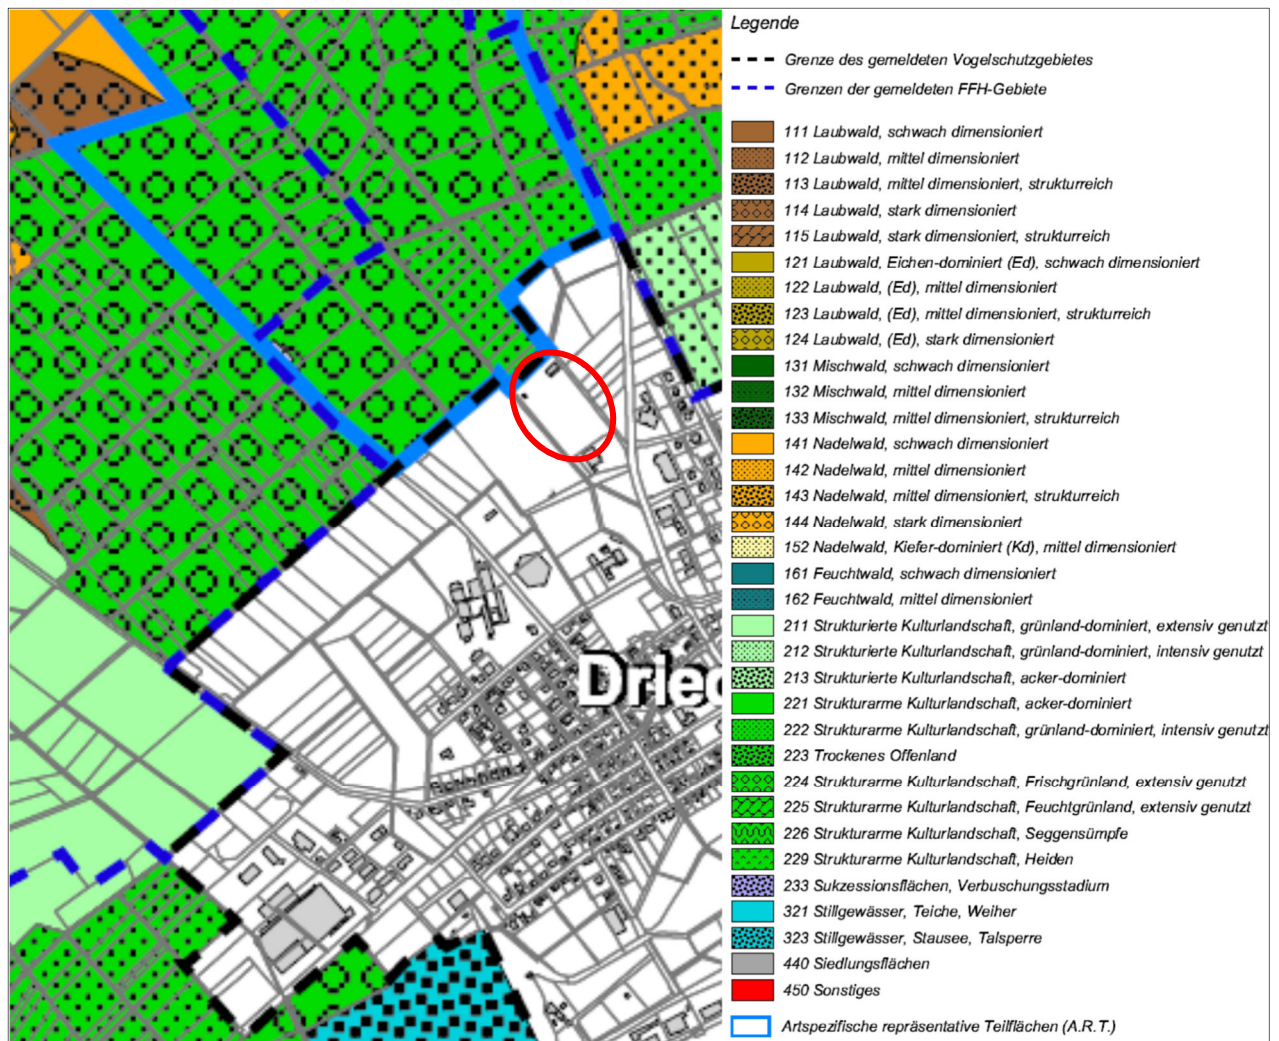 Legende
Grenze des gemeldeten Vogelschutzgebietes
Grenzen der gemeldeten FFH-Gebiete
111 Laubwald, schwach dimensioniert
112 Laubwald, mittel dimensioniert
113 Laubwald, mittel dimensioniert, strukturreich
114 Laubwald, stark dimensioniert
115 Laubwald, stark dimensioniert, strukturreich
121 Laubwald, Eichen-dominiert (Ed), schwach dimensioniert
122 Laubwald, (Ed), mittel dimensioniert
123 Laubwald, (Ed), mittel dimensioniert, strukturreich
124 Laubwald, (Ed), stark dimensioniert
131 Mischwald, schwach dimensioniert
132 Mischwald, mittel dimensioniert
133 Mischwald, mittel dimensioniert, strukturreich
141 Nadelwald, schwach dimensioniert
142 Nadelwald, mittel dimensioniert
143 Nadelwald, mittel dimensioniert, strukturreich
144 Nadelwald, stark dimensioniert
152 Nadelwald, Kiefer-dominiert (Kd), mittel dimensioniert
161 Feuchtwald, schwach dimensioniert
162 Feuchtwald, mittel dimensioniert
211 Strukturierte Kulturlandschaft, grünland-dominiert, extensiv genutzt
212 Strukturierte Kulturlandschaft, grünland-dominiert, intensiv genutzt
213 Strukturierte Kulturlandschaft, acker-dominiert
221 Strukturarme Kulturlandschaft, acker-dominiert
222 Strukturarme Kulturlandschaft, grünland-dominiert, intensiv genutzt
223 Trockenes Offenland
224 Strukturarme Kulturlandschaft, Frischgrünland, extensiv genutzt
225 Strukturarme Kulturlandschaft, Feuchtgrünland, extensiv genutzt
226 Strukturarme Kulturlandschaft, Seggensümpfe
229 Strukturarme Kulturlandschaft, Heiden
233 Sukzessionsflächen, Verbuschungsstadium
321 Stillgewässer, Teiche, Weiher
323 Stillgewässer, Stausee, Talsperre
440 Siedlungsflächen
450 Sonstiges
Artspezifische repräsentative Teilflächen (A.R.T.)
Dried